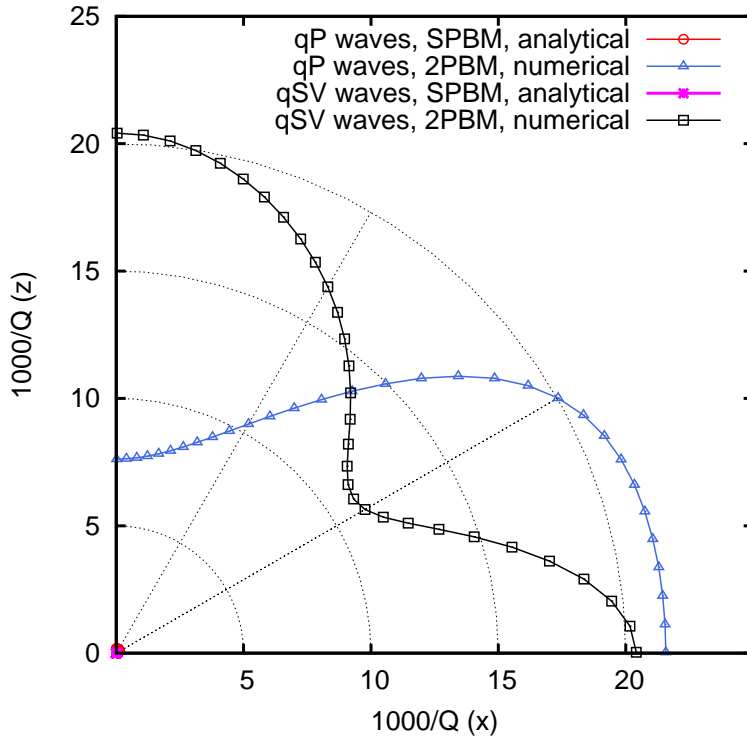 25
20
15
10
5
0
1000/Q (z)
qP waves, SPBM, analytical
qP waves, 2PBM, numerical
qSV waves, SPBM, analytical
qSV waves, 2PBM, numerical
5
10
15
20
1000/Q (x)